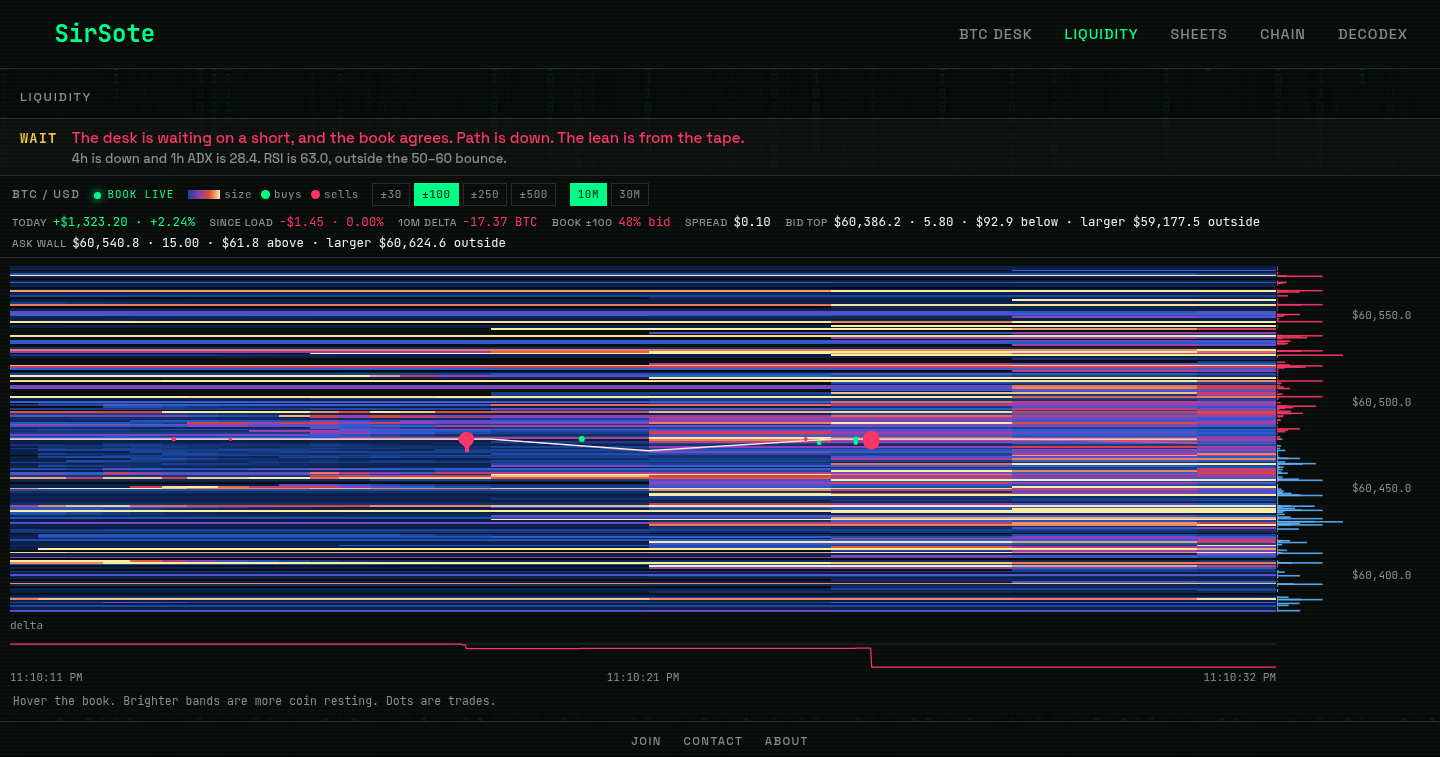 SirSote
BTC DESK LIQUIDITY SHEETS CHAIN DECODEX
LIQUIDITY
WAIT The desk is waiting on a short, and the book agrees. Path is down. The lean is from the tape.
4h is down and 1h ADX is 28.4. RSI is 63.0, outside the 50–60 bounce.
BTC / USD BOOK LIVE size buys sells ±30 ±100 ±250 ±500 10M 30M
TODAY +$1,323.20 · +2.24% SINCE LOAD -$1.45 · 0.00% 10M DELTA -17.37 BTC BOOK ±100 48% bid SPREAD $0.10 BID TOP $60,386.2 · 5.80 · $92.9 below · larger $59,177.5 outside
ASK WALL $60,540.8 · 15.00 · $61.8 above · larger $60,624.6 outside
$60,550.0
$60,500.0
$60,450.0
$60,400.0
delta
11:10:11 PM 11:10:21 PM 11:10:32 PM
Hover the book. Brighter bands are more coin resting. Dots are trades.
JOIN CONTACT ABOUT